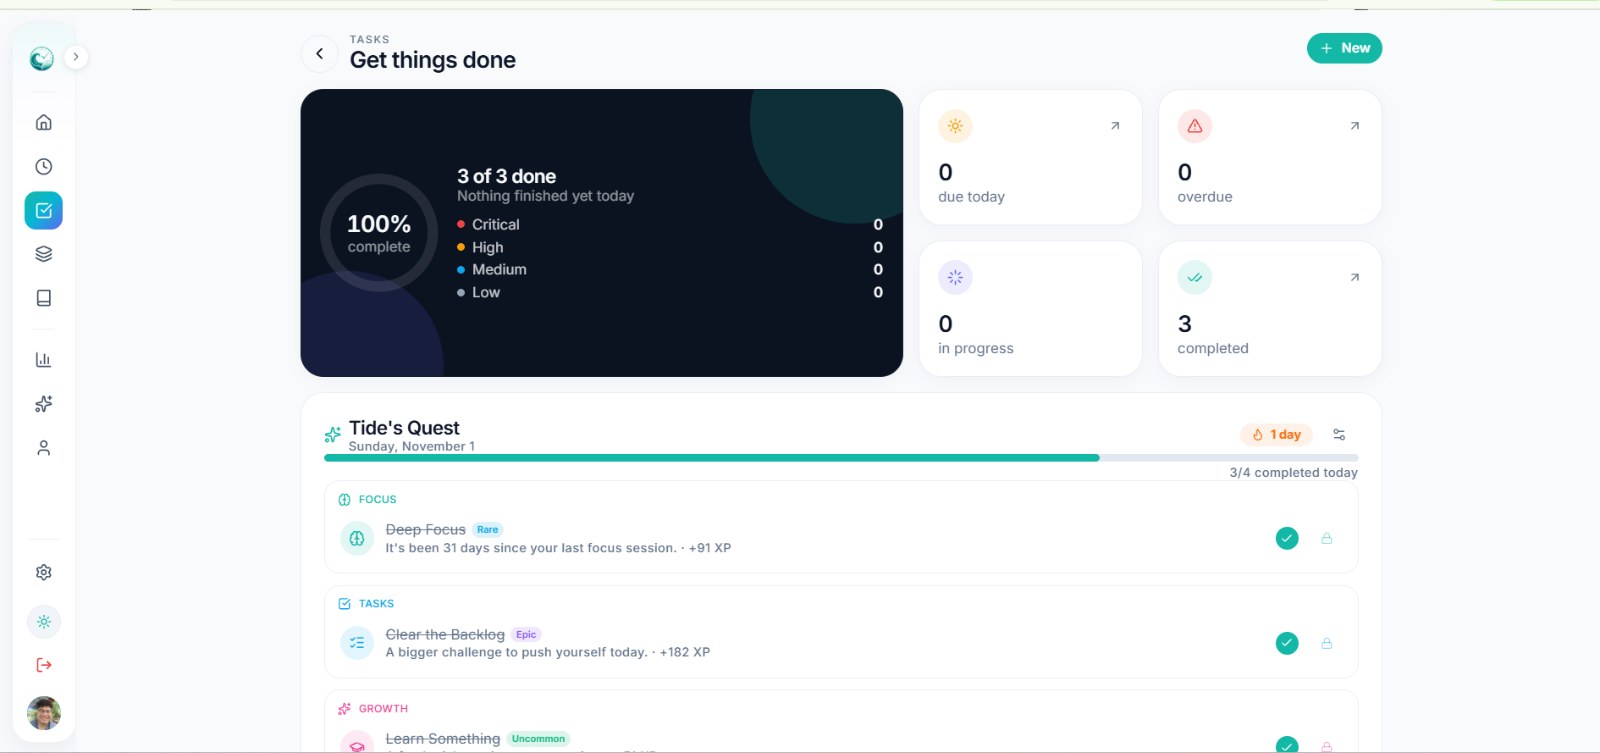 TASKS
Get things done
New
100%
complete
3 of 3 done
Nothing finished yet today
Critical 0
High 0
Medium 0
Low 0
0
due today
0
overdue
0
in progress
3
completed
Tide's Quest
Sunday, November 1
1 day
3/4 completed today
FOCUS
Deep Focus Rare
It's been 31 days since your last focus session. · +91 XP
TASKS
Clear the Backlog Epic
A bigger challenge to push yourself today. · +182 XP
GROWTH
Learn Something Uncommon